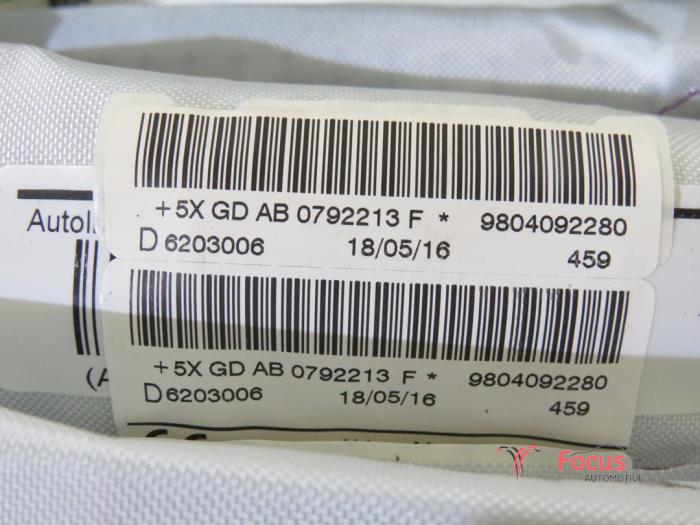 +5X GD AB 0792213 F * 9804092280
D 6203006 18/05/16 459
+5X GD AB 0792213 F * 9804092280
D 6203006 18/05/16 459
Focus
AUTOMOTIVE